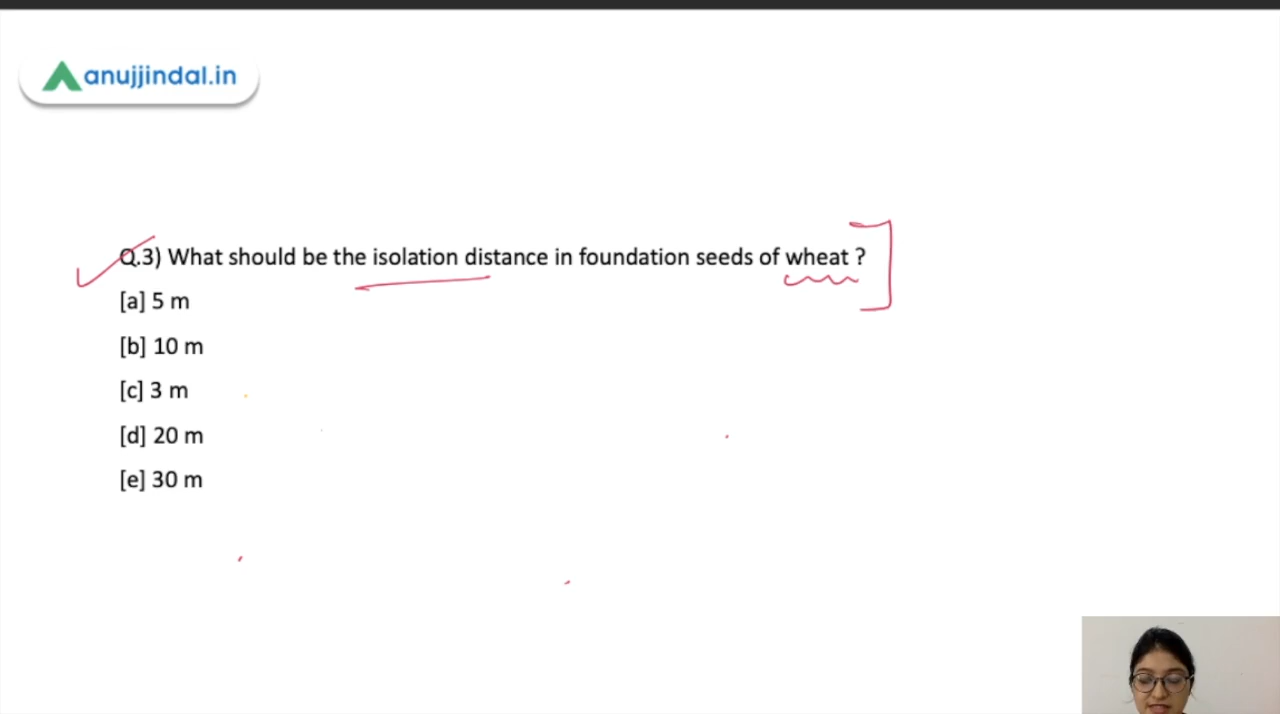 anujjindal.in
Q.3) What should be the isolation distance in foundation seeds of wheat ?
[a] 5 m
[b] 10 m
[c] 3 m
[d] 20 m
[e] 30 m